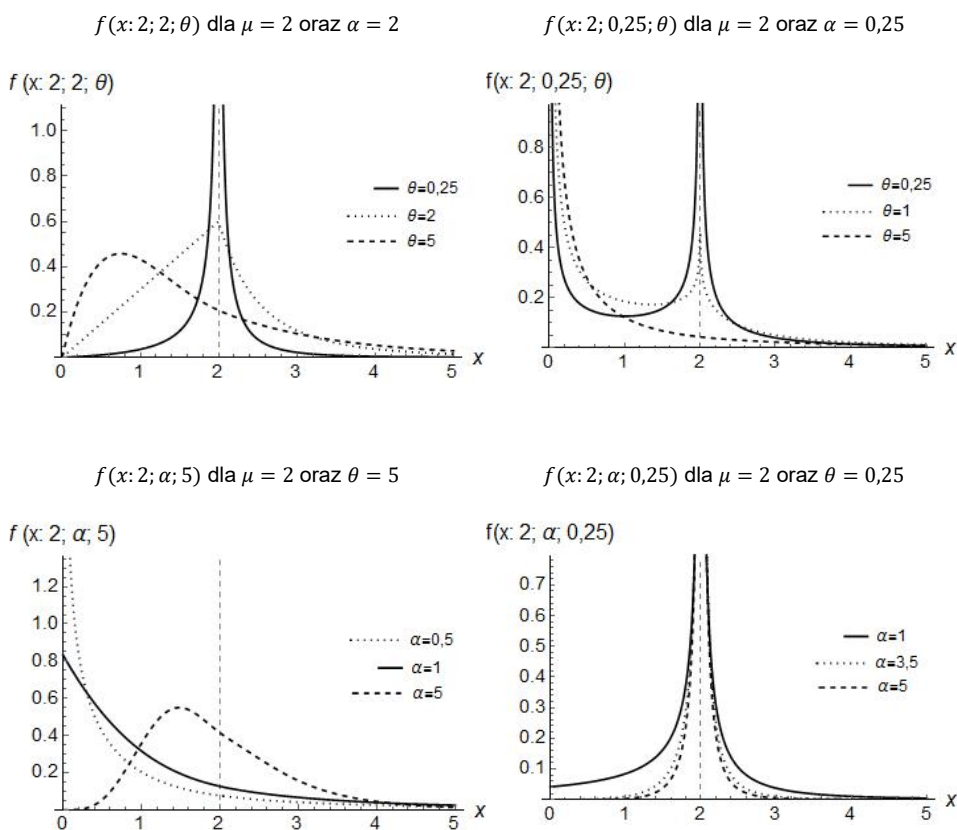 f(x: 2; 2; θ) dla μ = 2 oraz α = 2
f (x: 2; 2; θ)
1.0
0.8
0.6
0.4
0.2
θ=0,25
θ=2
θ=5
0 1 2 3 4 5 x
f(x: 2; 0,25; θ) dla μ = 2 oraz α = 0,25
f(x: 2; 0,25; θ)
0.8
0.6
0.4
0.2
θ=0,25
θ=1
θ=5
0 1 2 3 4 5 x
f(x: 2; α; 5) dla μ = 2 oraz θ = 5
f (x: 2; α; 5)
1.2
1.0
0.8
0.6
0.4
0.2
α=0,5
α=1
α=5
0 1 2 3 4 5 x
f(x: 2; α; 0,25) dla μ = 2 oraz θ = 0,25
f(x: 2; α; 0,25)
0.7
0.6
0.5
0.4
0.3
0.2
0.1
α=1
α=3,5
α=5
0 1 2 3 4 5 x